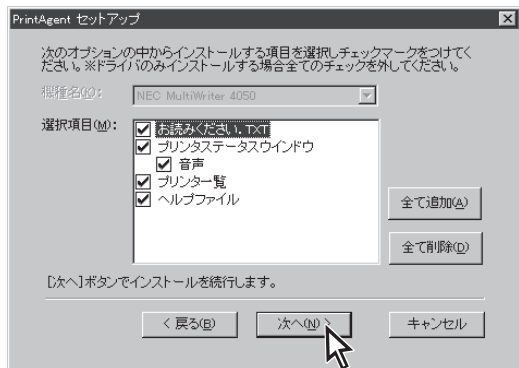 PrintAgent セットアップ
次のオプションの中からインストールする項目を選択しチェックマークをつけてく
ださい。※ドライバのみインストールする場合全てのチェックを外してください。
機種名(K):
NEC MultiWriter 4050
選択項目(M):
お読みください.TXT
プリンタステータスウインドウ
音声
プリンター覧
ヘルプファイル
全て追加(A)
全て削除(D)
[次へ]ボタンでインストールを続行します。
< 戻る(B)
次へ(N) >
キャンセル